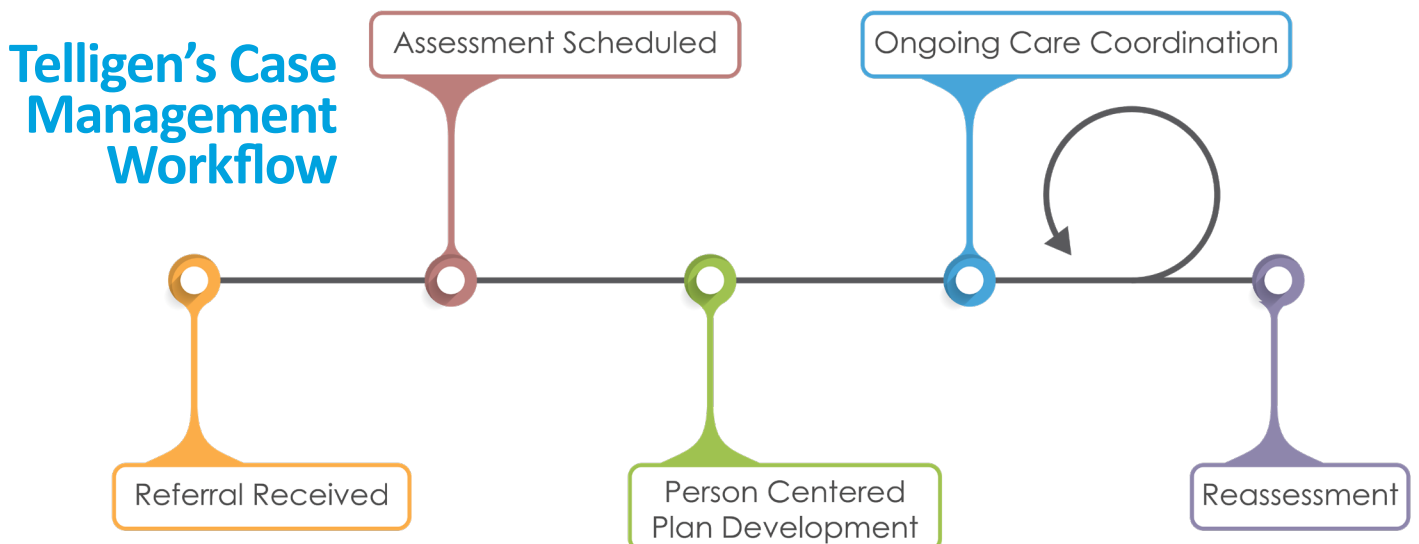 Telligen's Case
Management
Workflow
Assessment Scheduled
Ongoing Care Coordination
Referral Received
Person Centered
Plan Development
Reassessment